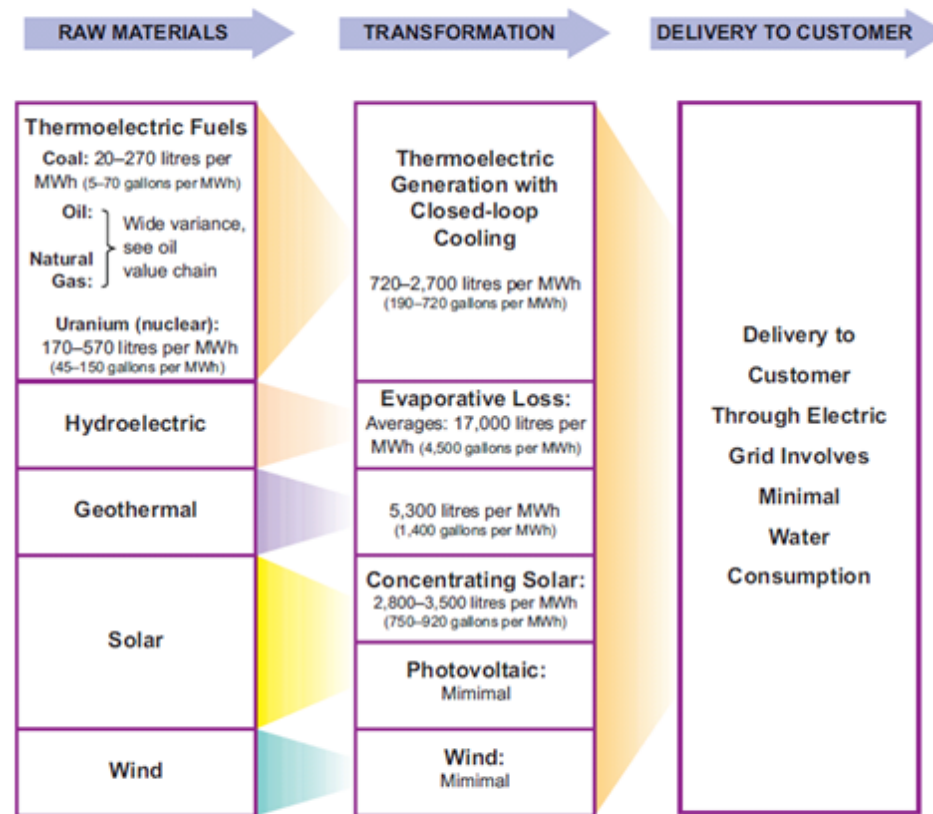 RAW MATERIALS
TRANSFORMATION
DELIVERY TO CUSTOMER
Thermoelectric Fuels
Coal: 20–270 litres per
MWh (5–70 gallons per MWh)
Oil:
Natural
Gas:
Wide variance,
see oil
value chain
Uranium (nuclear):
170–570 litres per MWh
(45–150 gallons per MWh)
Hydroelectric
Geothermal
Solar
Wind
Thermoelectric
Generation with
Closed-loop
Cooling
720–2,700 litres per MWh
(190–720 gallons per MWh)
Evaporative Loss:
Averages: 17,000 litres per
MWh (4,500 gallons per MWh)
5,300 litres per MWh
(1,400 gallons per MWh)
Concentrating Solar:
2,800–3,500 litres per MWh
(750–920 gallons per MWh)
Photovoltaic:
Mimimal
Wind:
Mimimal
Delivery to
Customer
Through Electric
Grid Involves
Minimal
Water
Consumption